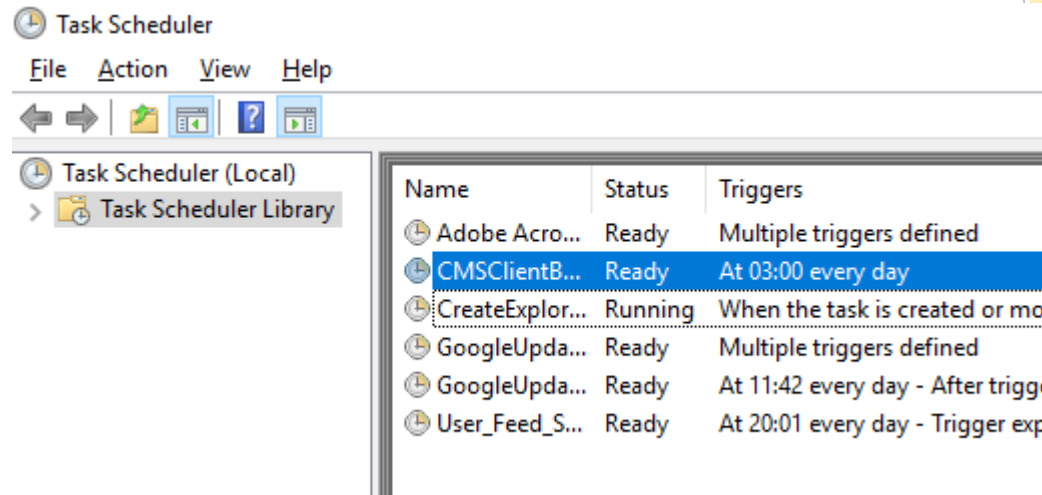 Task Scheduler
File Action View Help
Task Scheduler (Local)
Task Scheduler Library
Name Status Triggers
Adobe Acro... Ready Multiple triggers defined
CMSClientB... Ready At 03:00 every day
CreateExplor... Running When the task is created or mo
GoogleUpda... Ready Multiple triggers defined
GoogleUpda... Ready At 11:42 every day - After trigg
User_Feed_S... Ready At 20:01 every day - Trigger exp